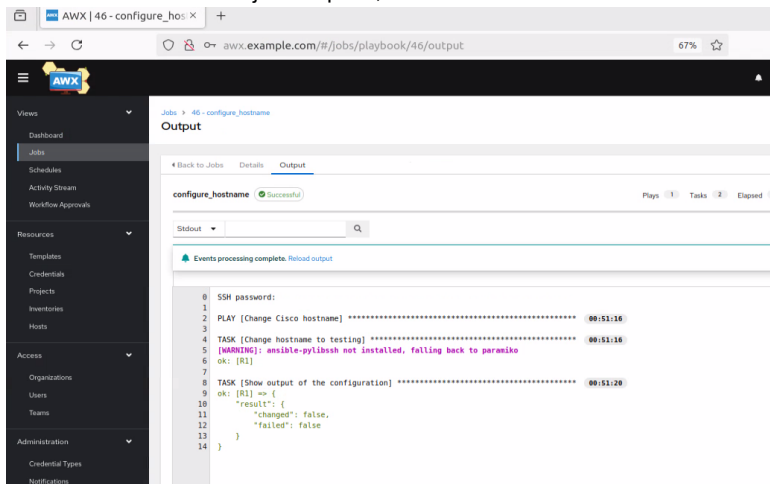 AWX | 46 - configure_hos
awx.example.com/#/jobs/playbook/46/output
67%
AWX
Views
Dashboard
Jobs
Schedules
Activity Stream
Workflow Approvals
Resources
Templates
Credentials
Projects
Inventories
Hosts
Access
Organizations
Users
Teams
Administration
Credential Types
Notifications
Jobs > 46 - configure_hostname
Output
Back to Jobs Details Output
configure_hostname Successful Plays 1 Tasks 2 Elapsed
Stdout
Events processing complete. Reload output
0 SSH password:
1
2 PLAY [Change Cisco hostname] *************************************************** 00:51:16
3
4 TASK [Change hostname to testing] ********************************************** 00:51:16
5 [WARNING]: ansible-pylibssh not installed, falling back to paramiko
6 ok: [R1]
7
8 TASK [Show output of the configuration] **************************************** 00:51:20
9 ok: [R1] => {
10 "result": {
11 "changed": false,
12 "failed": false
13 }
14 }